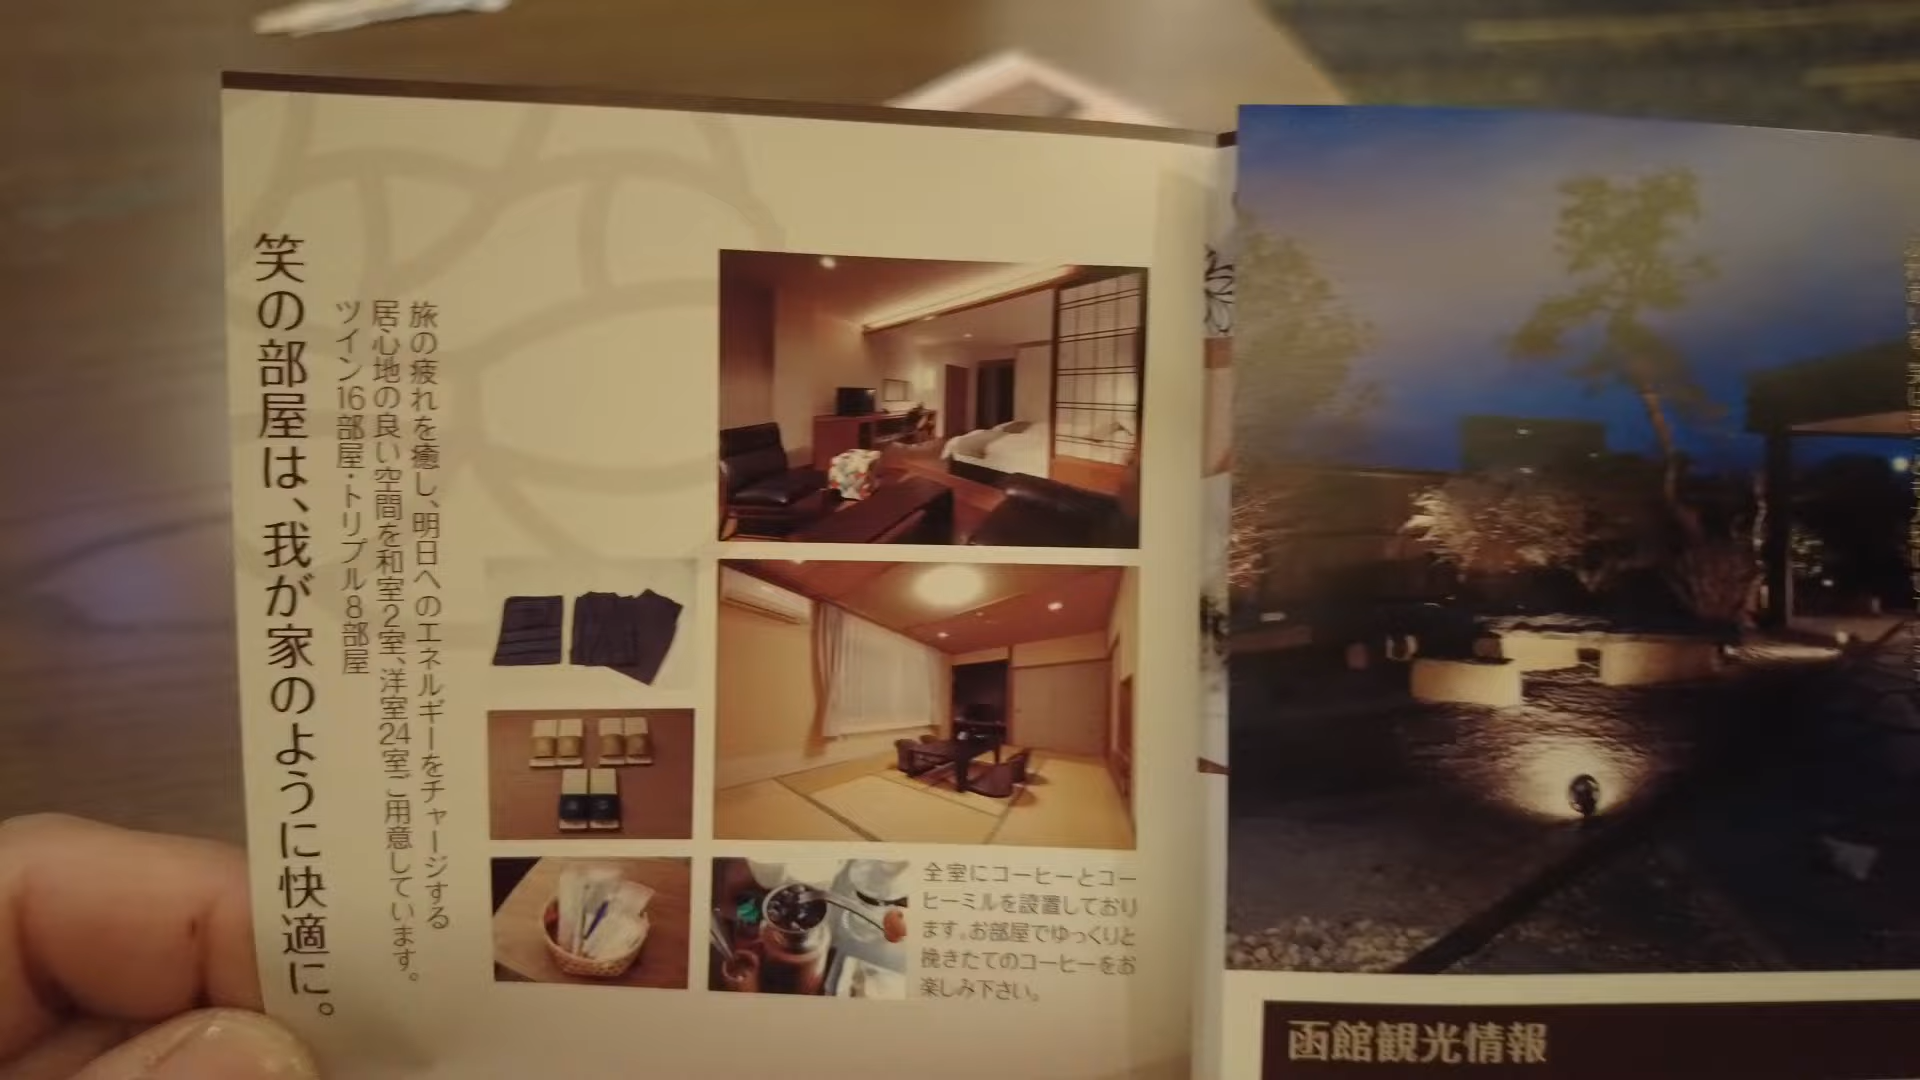 笑の部屋は、我が家のように快適に。
旅の疲れを癒し、明日へのエネルギーをチャージする
居心地の良い空間を和室2室、洋室24室ご用意しています。
ツイン16部屋・トリプル8部屋
全室にコーヒーとコー
ヒーミルを設置しており
ます。お部屋でゆっくりと
挽きたてのコーヒーをお
楽しみ下さい。
函館観光情報